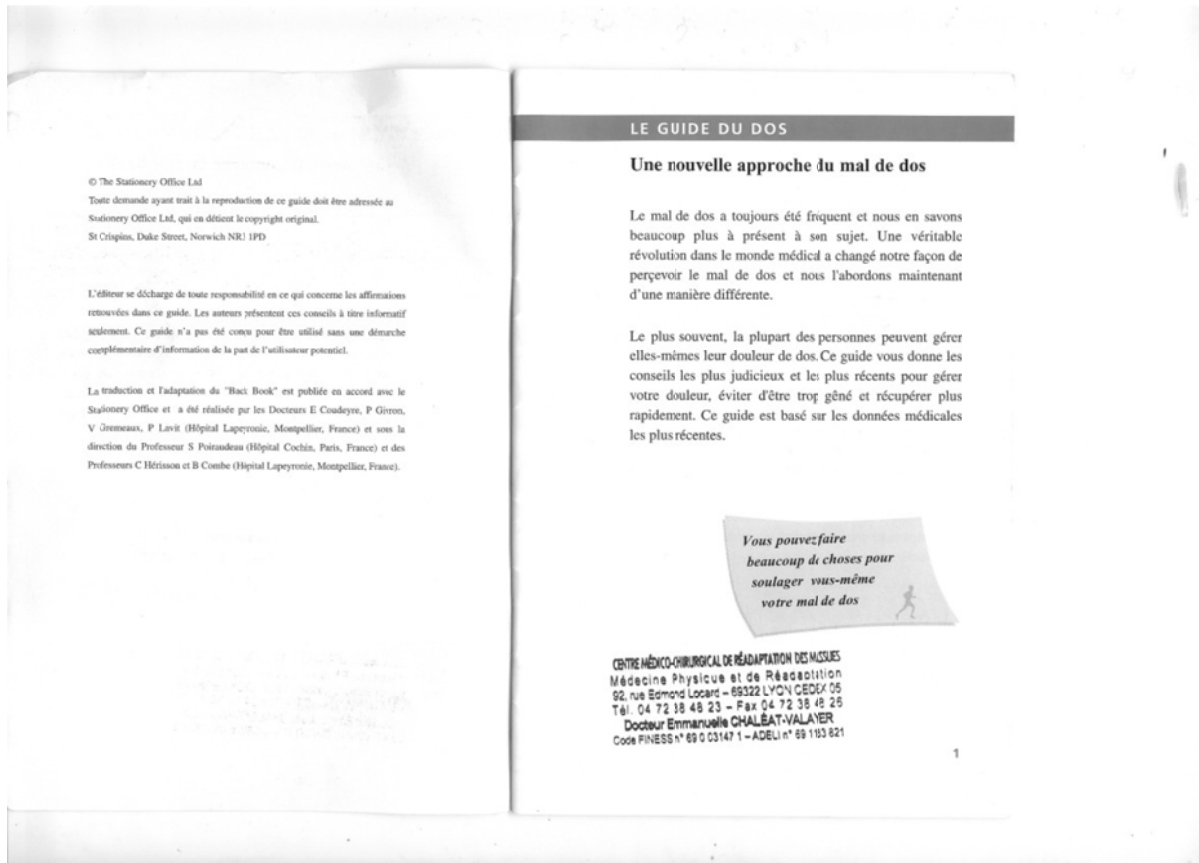 © The Stationery Office Ltd
Toute demande ayant trait à la reproduction de ce guide doit être adressée au
Stationery Office Ltd, qui en détient le copyright original.
St Crispins, Duke Street, Norwich NR3 1PD
L'éditeur se décharge de toute responsabilité en ce qui concerne les affirmations
retrouvées dans ce guide. Les auteurs présentent ces conseils à titre informatif
seulement. Ce guide n'a pas été conçu pour être utilisé sans une démarche
complémentaire d'information de la part de l'utilisateur potentiel.
La traduction et l'adaptation du "Back Book" est publiée en accord avec le
Stationery Office et a été réalisée par les Docteurs E Coudeyre, P Givron,
V Gremeaux, P Lavit (Hôpital Lapeyronie, Montpellier, France) et sous la
direction du Professeur S Poiraudeau (Hôpital Cochin, Paris, France) et des
Professeurs C Hérisson et B Combe (Hôpital Lapeyronie, Montpellier, France).
LE GUIDE DU DOS
Une nouvelle approche du mal de dos
Le mal de dos a toujours été fréquent et nous en savons
beaucoup plus à présent à son sujet. Une véritable
révolution dans le monde médical a changé notre façon de
perçevoir le mal de dos et nous l'abordons maintenant
d'une manière différente.
Le plus souvent, la plupart des personnes peuvent gérer
elles-mêmes leur douleur de dos. Ce guide vous donne les
conseils les plus judicieux et les plus récents pour gérer
votre douleur, éviter d'être trop gêné et récupérer plus
rapidement. Ce guide est basé sur les données médicales
les plus récentes.
Vous pouvez faire
beaucoup de choses pour
soulager vous-même
votre mal de dos
CENTRE MÉDICO-CHIRURGICAL DE RÉADAPTATION DES MASSUES
Médecine Physique et de Réadaptation
92, rue Edmond Locard – 69322 LYON CEDEX 05
Tél. 04 72 38 48 23 – Fax 04 72 38 48 26
Docteur Emmanuelle CHALÉAT-VALAYER
Code FINESS n° 69 0 03147 1 – ADELI n° 69 1183 821
1